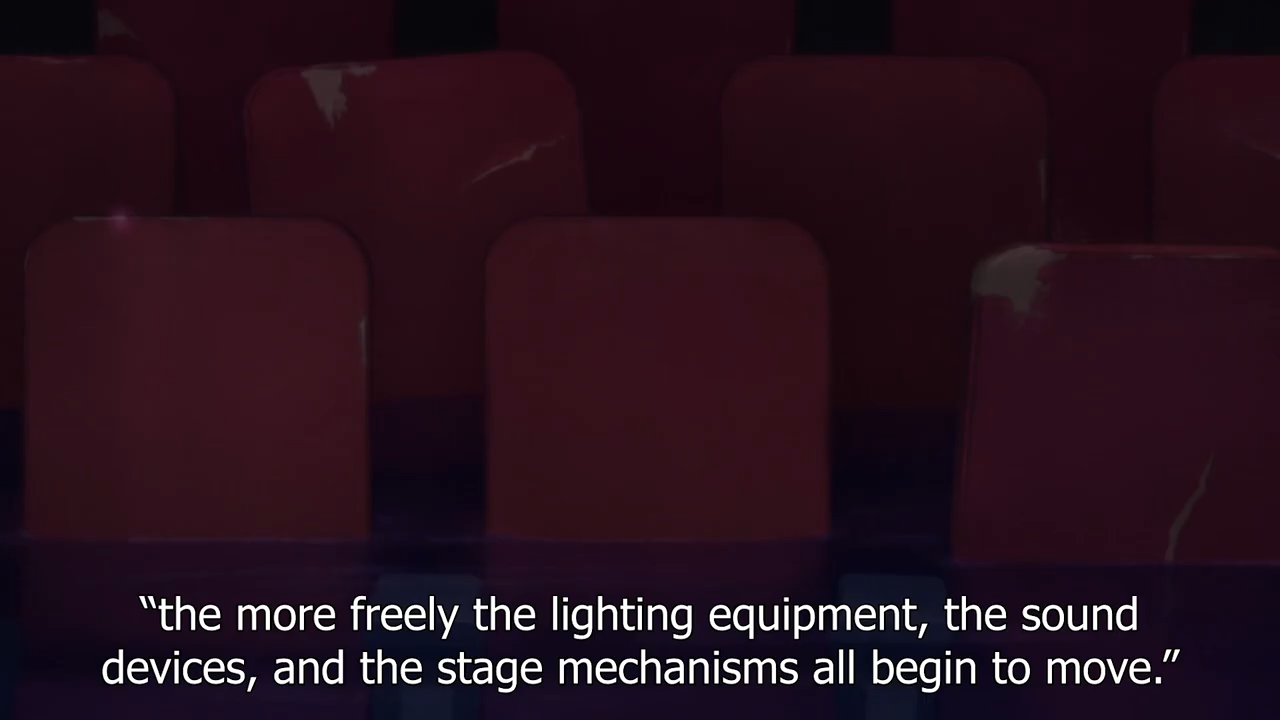 “the more freely the lighting equipment, the sound
devices, and the stage mechanisms all begin to move.”